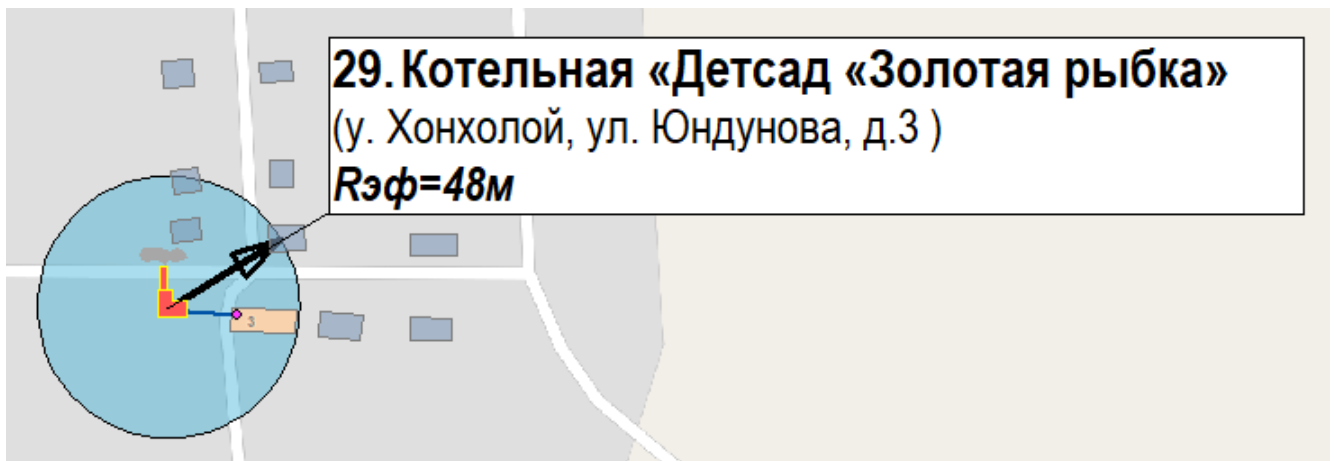 29. Котельная «Детсад «Золотая рыбка»
(у. Хонхолой, ул. Юндунова, д.3 )
Rэф=48м
3